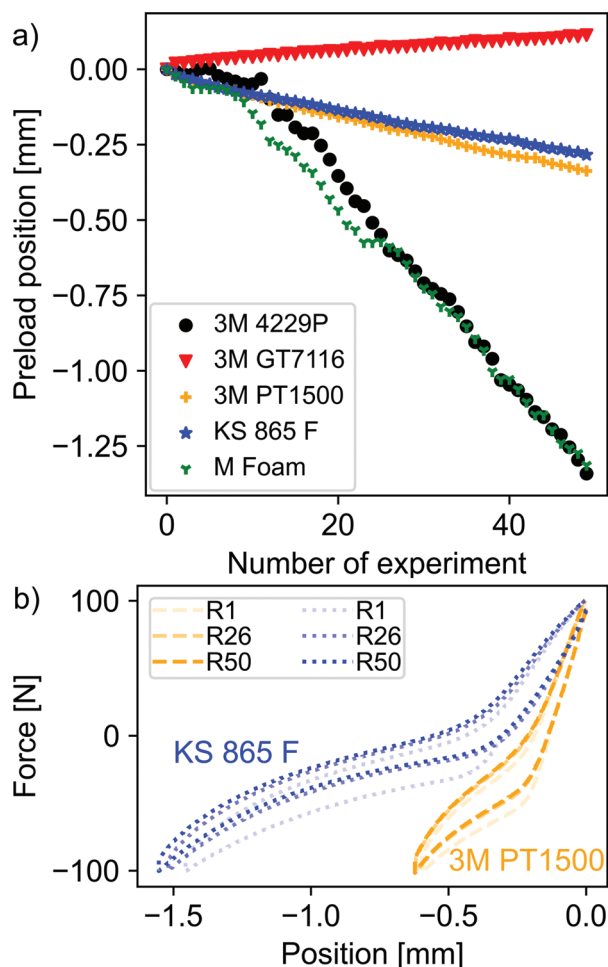 a)
Preload position [mm]
0.00
−0.25
−0.50
−0.75
−1.00
−1.25
3M 4229P
3M GT7116
3M PT1500
KS 865 F
M Foam
0
20
40
Number of experiment
b)
Force [N]
100
0
−100
R1
R26
R50
R1
R26
R50
KS 865 F
3M PT1500
−1.5
−1.0
−0.5
0.0
Position [mm]